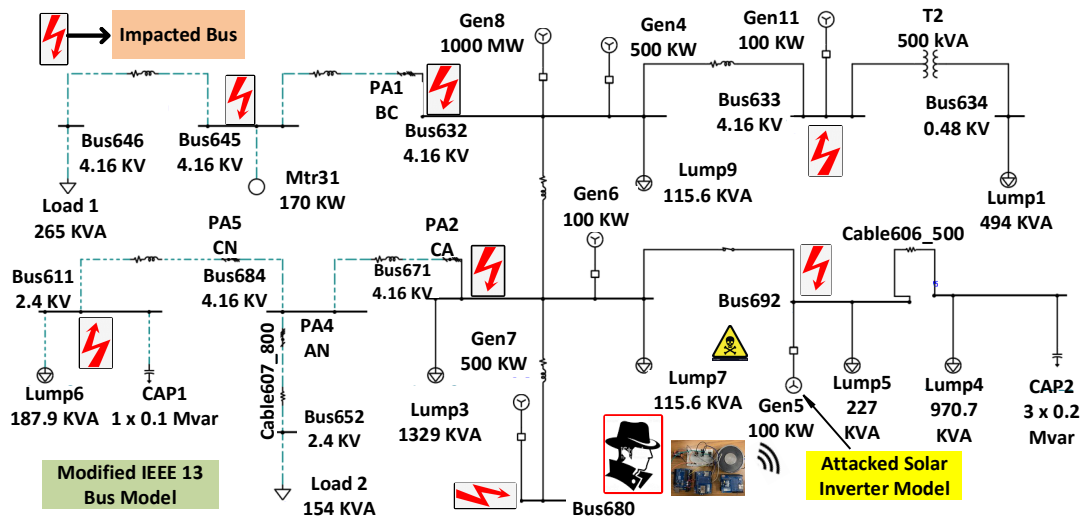 Impacted Bus
Gen8
1000 MW
Gen4
500 KW
Gen11
100 KW
T2
500 kVA
PA1
BC
Bus646
4.16 KV
Bus645
4.16 KV
Bus632
4.16 KV
Bus633
4.16 KV
Bus634
0.48 KV
Load 1
265 KVA
Mtr31
170 KW
Lump9
115.6 KVA
Lump1
494 KVA
Gen6
100 KW
PA5
CN
PA2
CA
Cable606_500
Bus611
2.4 KV
Bus684
4.16 KV
Bus671
4.16 KV
Bus692
PA4
AN
Gen7
500 KW
Cable607_800
Lump6
187.9 KVA
CAP1
1 x 0.1 Mvar
Bus652
2.4 KV
Lump3
1329 KVA
Lump7
115.6 KVA
Gen5
100 KW
Lump5
227
KVA
Lump4
970.7
KVA
CAP2
3 x 0.2
Mvar
Modified IEEE 13
Bus Model
Load 2
154 KVA
Bus680
Attacked Solar
Inverter Model